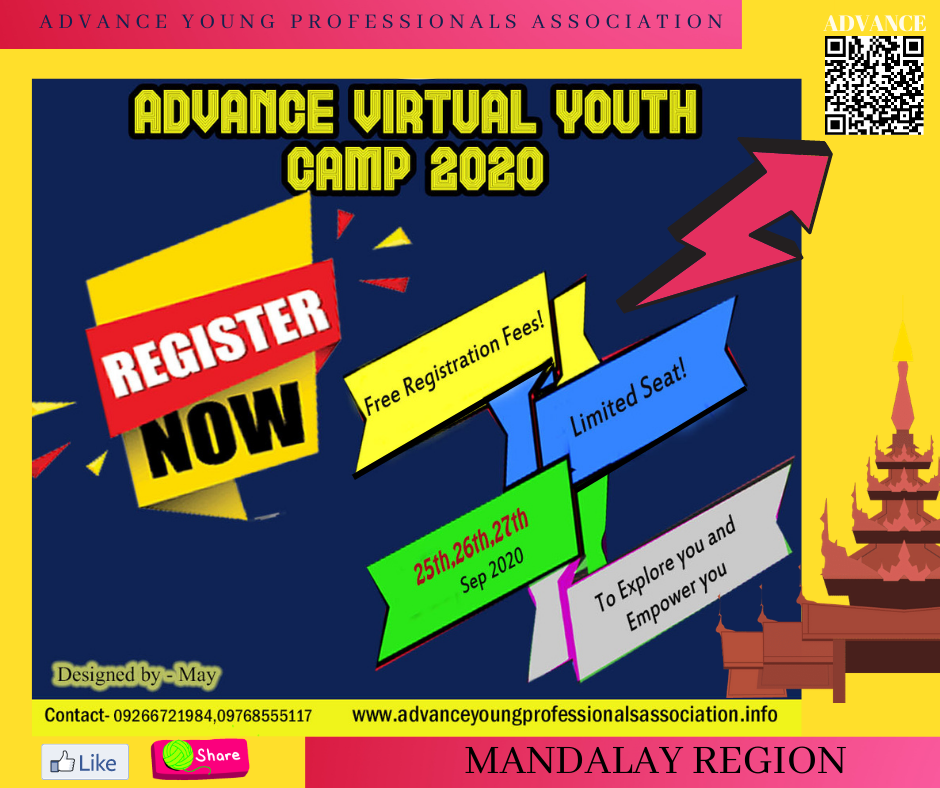 ADVANCE YOUNG PROFESSIONALS ASSOCIATION
ADVANCE
ADVANCE VIRTUAL YOUTH
CAMP 2020
REGISTER
NOW
Free Registration Fees!
Limited Seat!
25th,26th,27th
Sep 2020
To Explore you and
Empower you
Designed by - May
Contact- 09266721984,09768555117
www.advanceyoungprofessionalsassociation.info
Like
Share
MANDALAY REGION